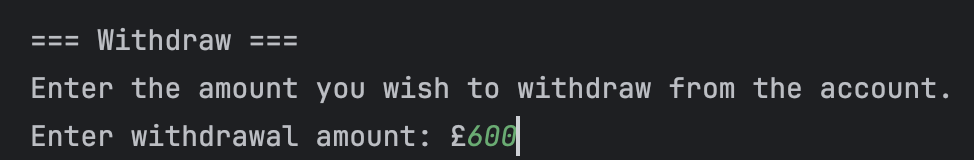 === Withdraw ===
Enter the amount you wish to withdraw from the account.
Enter withdrawal amount: £600